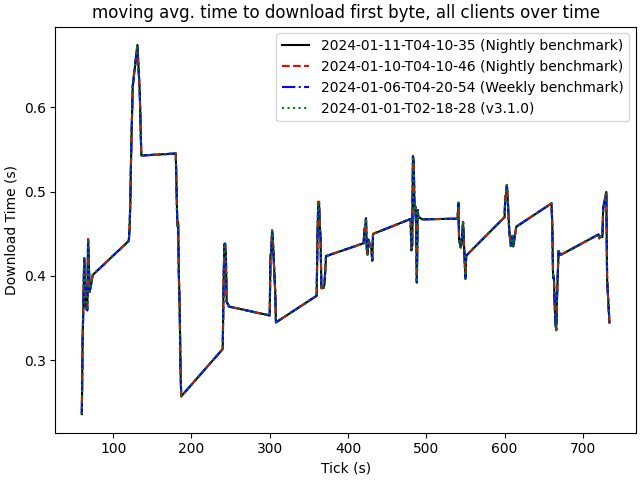 moving avg. time to download first byte, all clients over time
2024-01-11-T04-10-35 (Nightly benchmark)
2024-01-10-T04-10-46 (Nightly benchmark)
2024-01-06-T04-20-54 (Weekly benchmark)
2024-01-01-T02-18-28 (v3.1.0)
Download Time (s)
0.6
0.5
0.4
0.3
100 200 300 400 500 600 700
Tick (s)